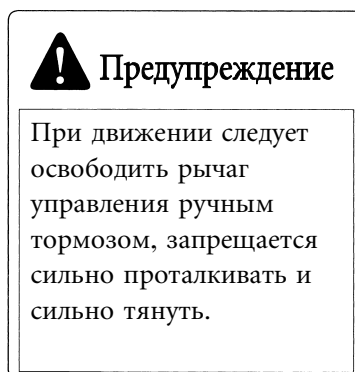 Предупреждение
При движении следует
освободить рычаг
управления ручным
тормозом, запрещается
сильно проталкивать и
сильно тянуть.